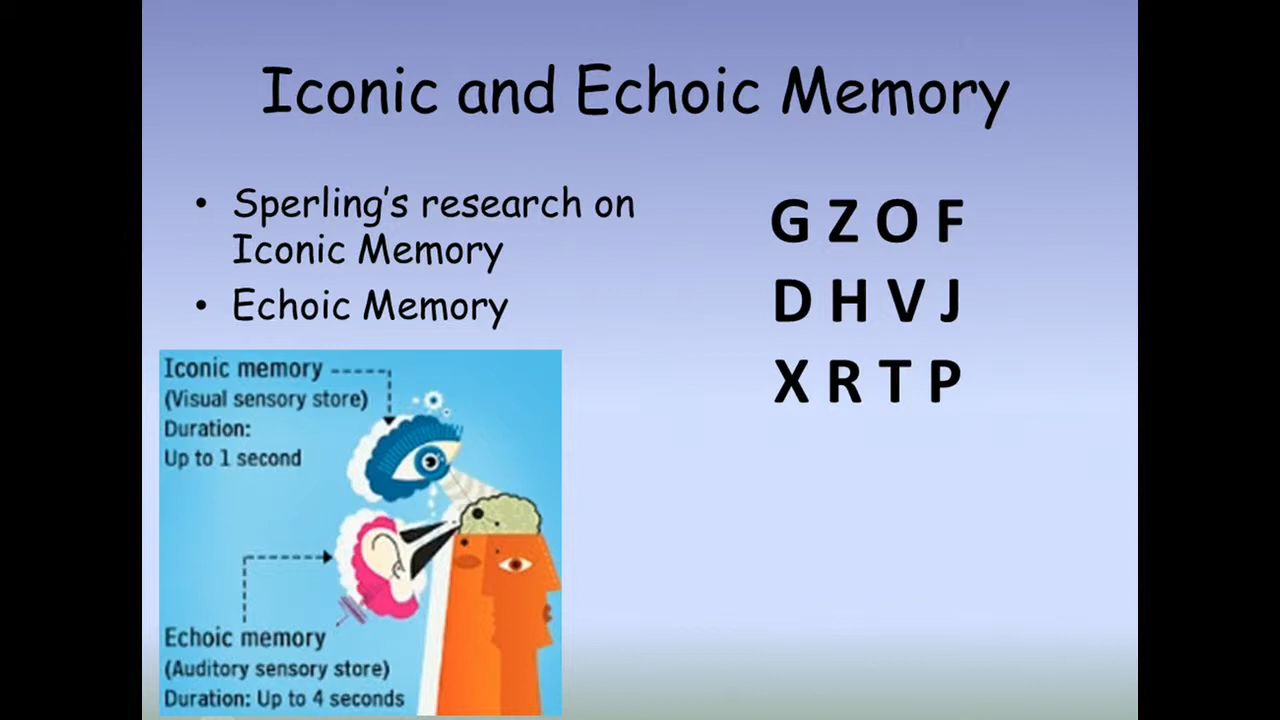 Iconic and Echoic Memory
• Sperling's research on
Iconic Memory
• Echoic Memory
G Z O F
D H V J
X R T P
Iconic memory
(Visual sensory store)
Duration:
Up to 1 second
Echoic memory
(Auditory sensory store)
Duration: Up to 4 seconds